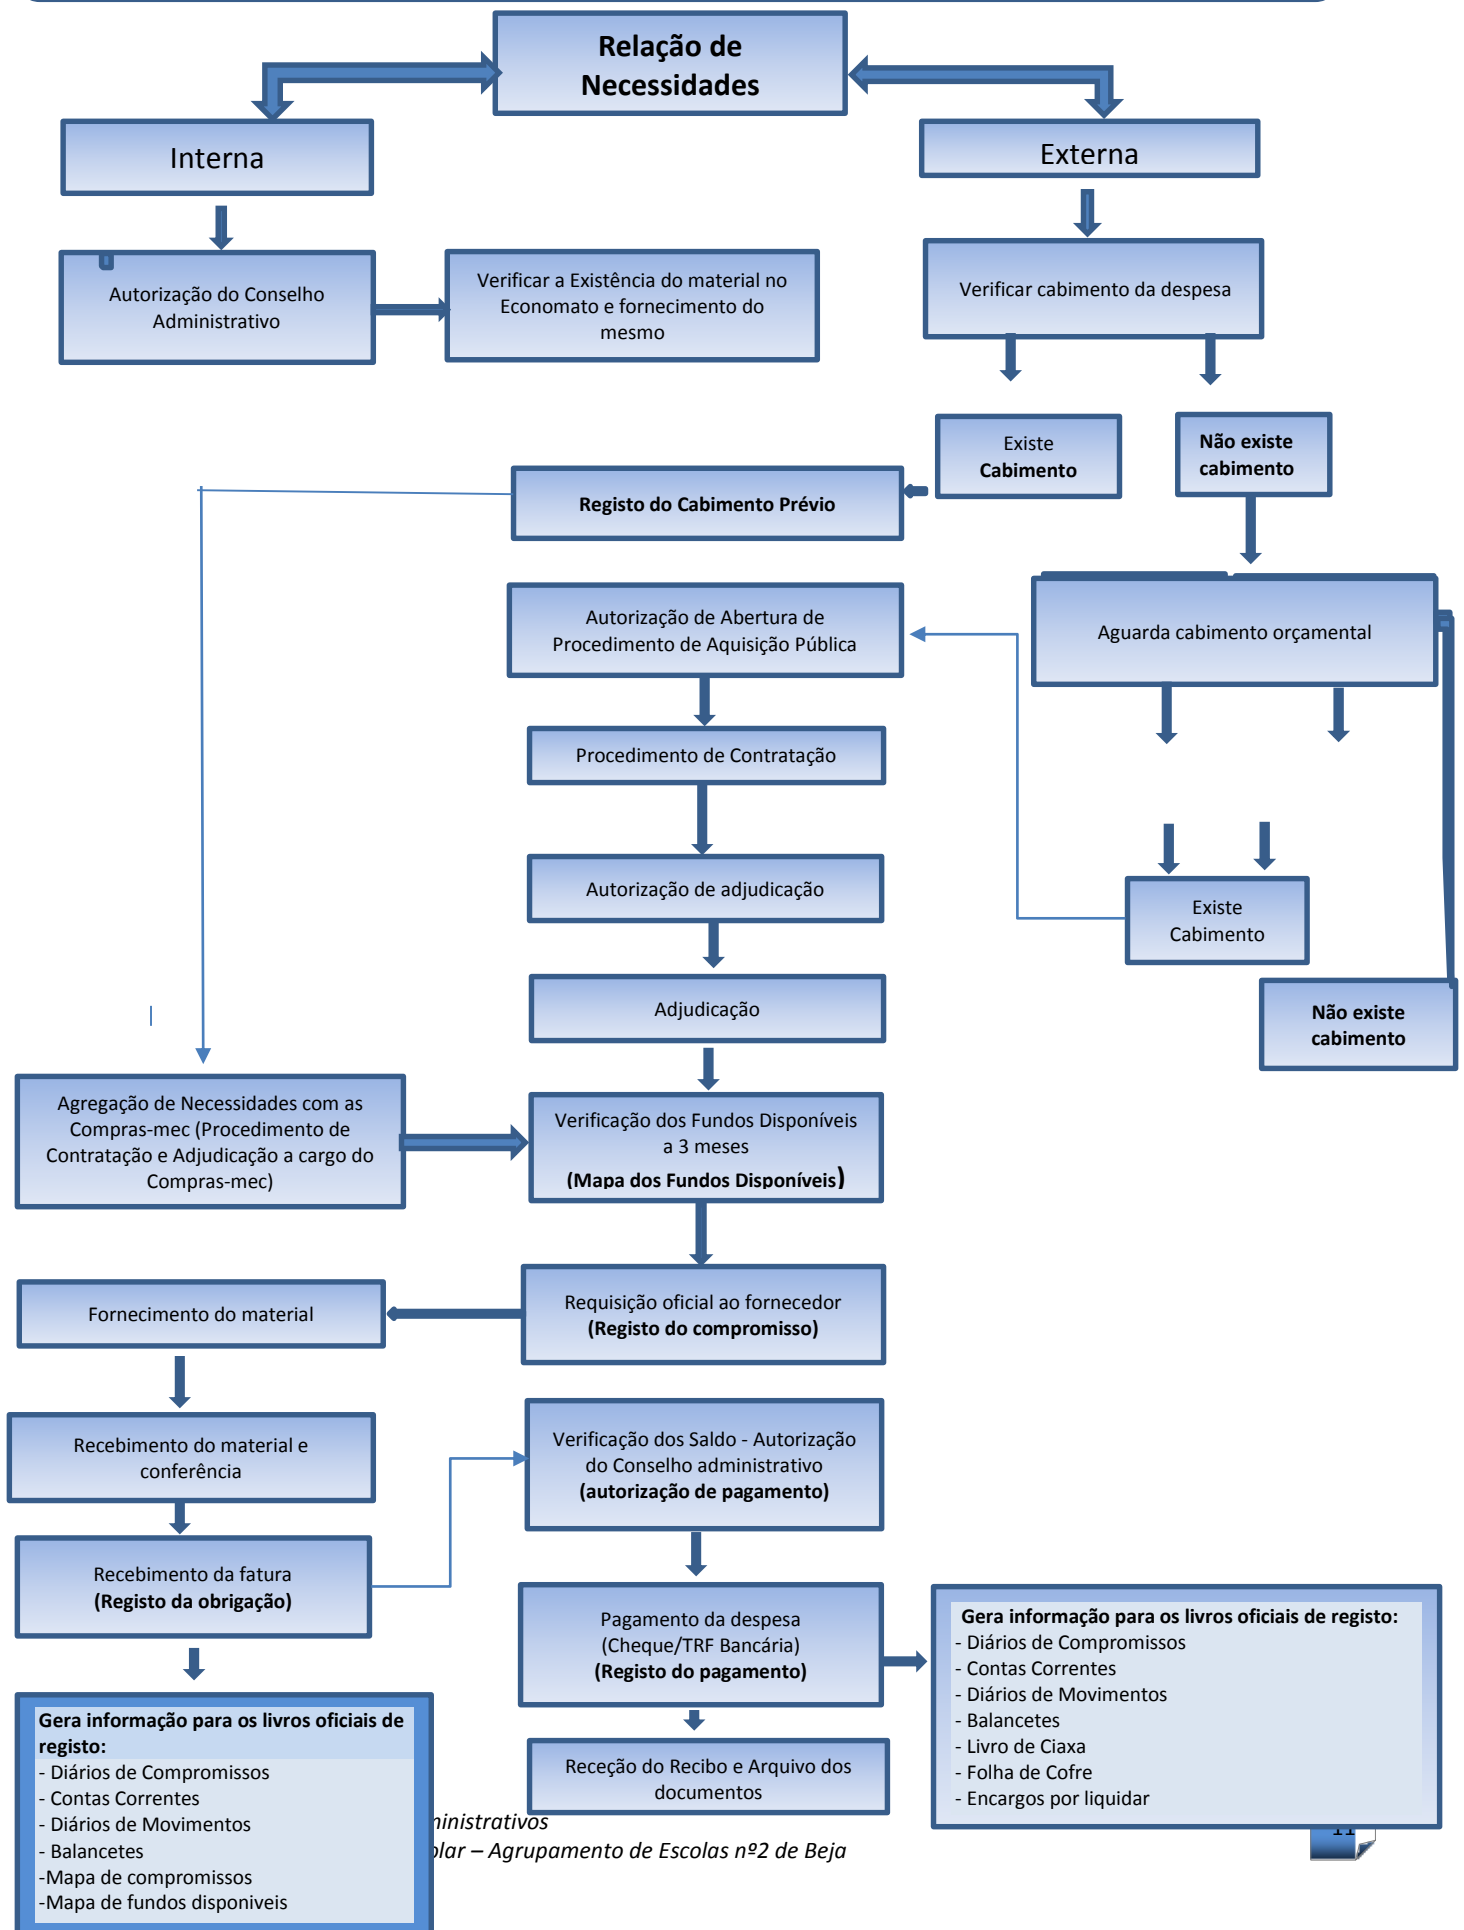 Relação de
Necessidades
Interna
Externa
Autorização do Conselho
Administrativo
Verificar a Existência do material no
Economato e fornecimento do
mesmo
Verificar cabimento da despesa
Existe
Cabimento
Não existe
cabimento
Registo do Cabimento Prévio
Autorização de Abertura de
Procedimento de Aquisição Pública
Aguarda cabimento orçamental
Procedimento de Contratação
Autorização de adjudicação
Existe
Cabimento
Adjudicação
Não existe
cabimento
Agregação de Necessidades com as
Compras-mec (Procedimento de
Contratação e Adjudicação a cargo do
Compras-mec)
Verificação dos Fundos Disponíveis
a 3 meses
(Mapa dos Fundos Disponíveis)
Fornecimento do material
Requisição oficial ao fornecedor
(Registo do compromisso)
Recebimento do material e
conferência
Verificação dos Saldo - Autorização
do Conselho administrativo
(autorização de pagamento)
Recebimento da fatura
(Registo da obrigação)
Pagamento da despesa
(Cheque/TRF Bancária)
(Registo do pagamento)
Gera informação para os livros oficiais de registo:
- Diários de Compromissos
- Contas Correntes
- Diários de Movimentos
- Balancetes
- Livro de Ciaxa
- Folha de Cofre
- Encargos por liquidar
Gera informação para os livros oficiais de
registo:
- Diários de Compromissos
- Contas Correntes
- Diários de Movimentos
- Balancetes
-Mapa de compromissos
-Mapa de fundos disponiveis
Receção do Recibo e Arquivo dos
documentos
ministrativos
olar – Agrupamento de Escolas nº2 de Beja
11